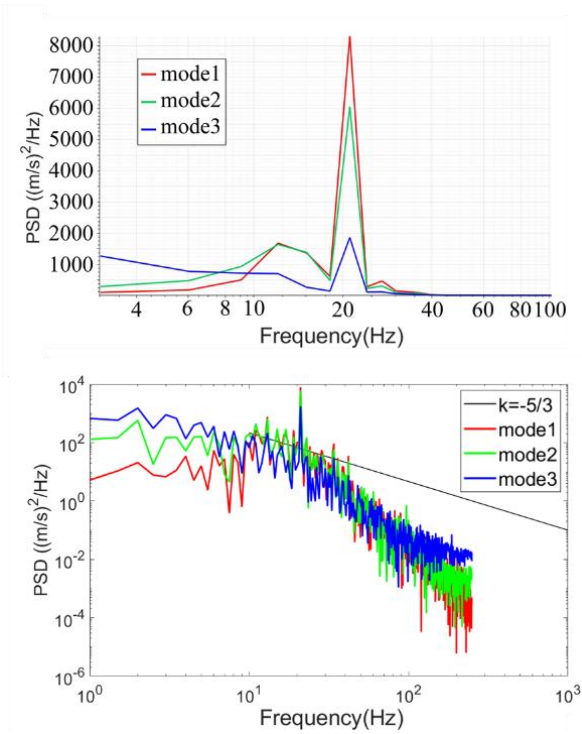 8000
7000
6000
5000
4000
3000
2000
1000
PSD ((m/s)²/Hz)
mode1
mode2
mode3
4 6 8 10 20 40 60 80 100
Frequency(Hz)
10⁴
10²
10⁰
10⁻²
10⁻⁴
10⁻⁶
PSD ((m/s)²/Hz)
k=-5/3
mode1
mode2
mode3
10⁰ 10¹ 10² 10³
Frequency(Hz)